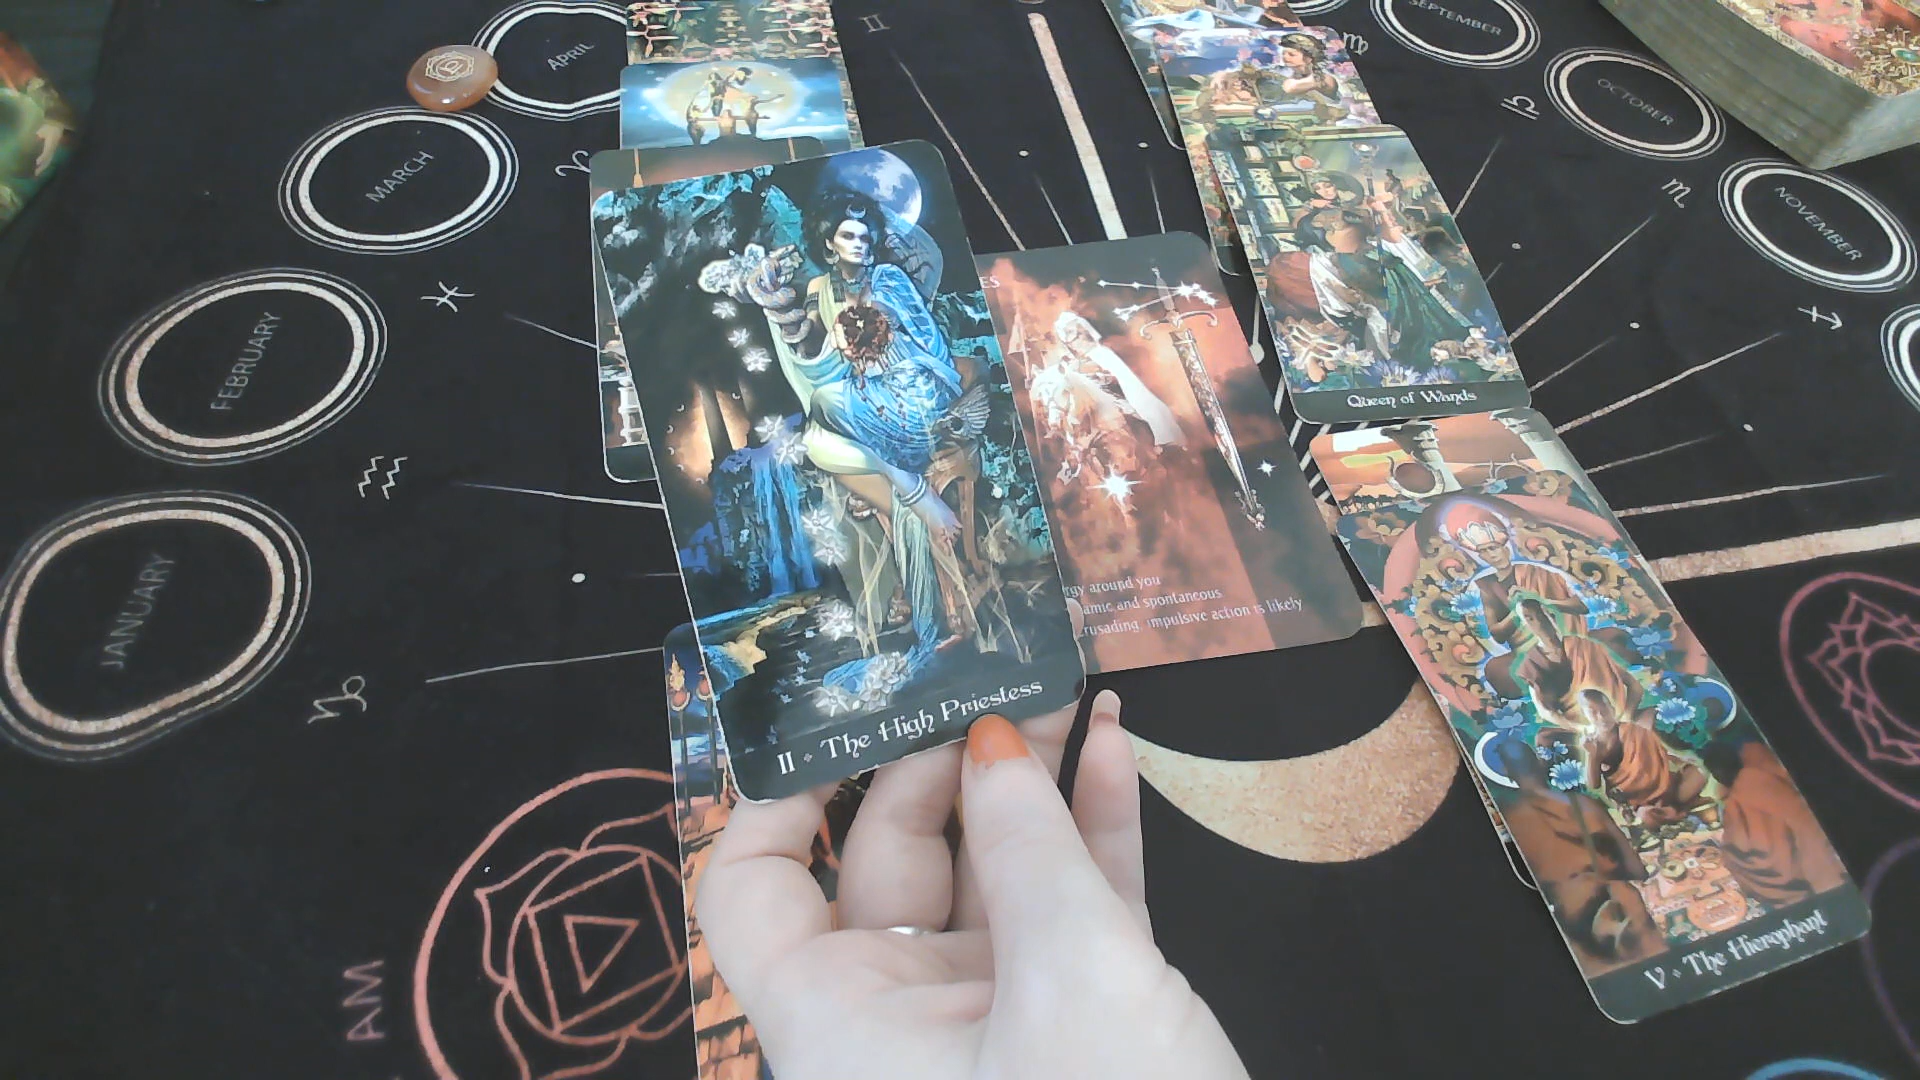 APRIL
SEPTEMBER
MARCH
OCTOBER
NOVEMBER
FEBRUARY
JANUARY
Queen of Wands
amic and spontaneous
rgy around you
crusading, impulsive action is likely
II • The High Priestess
V • The Hierophant
AM